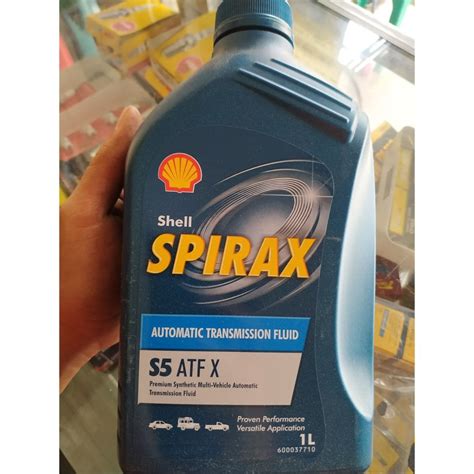 Shell
SPIRAX
AUTOMATIC TRANSMISSION FLUID
S5 ATF X
Premium Synthetic Multi-Vehicle Automatic
Transmission Fluid
Proven Performance
Versatile Application
1L
600037710